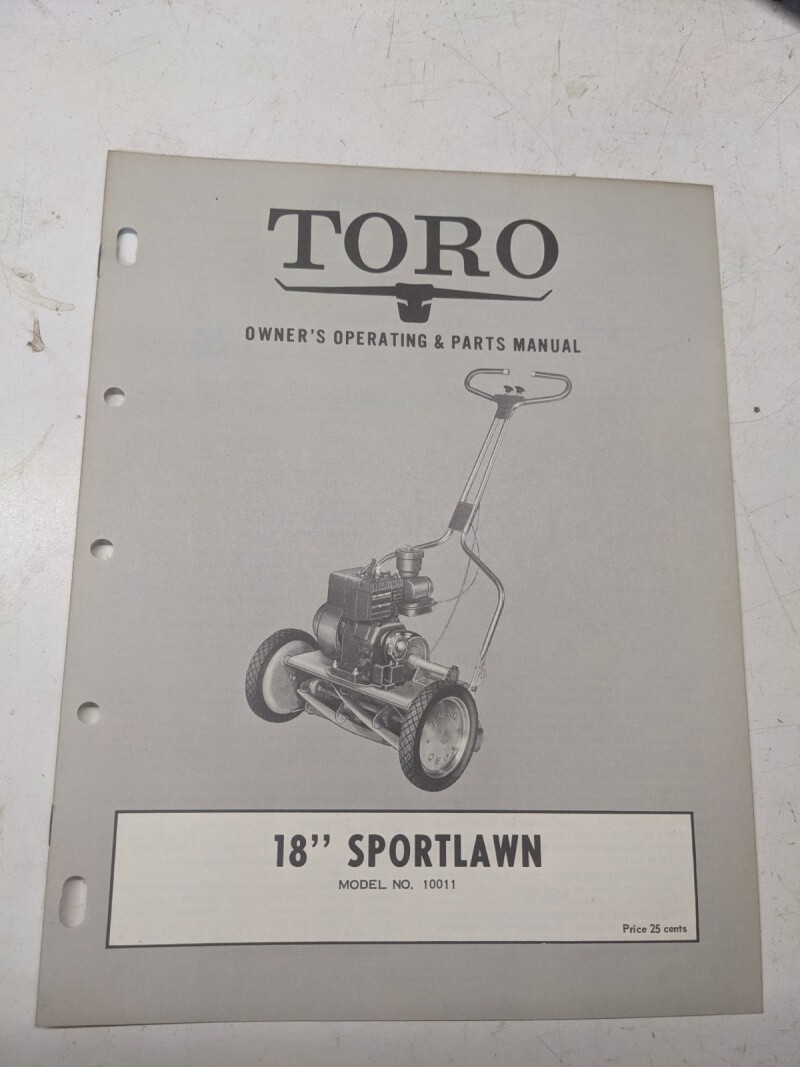 TORO
OWNER'S OPERATING & PARTS MANUAL
18" SPORTLAWN
MODEL NO. 10011
Price 25 cents